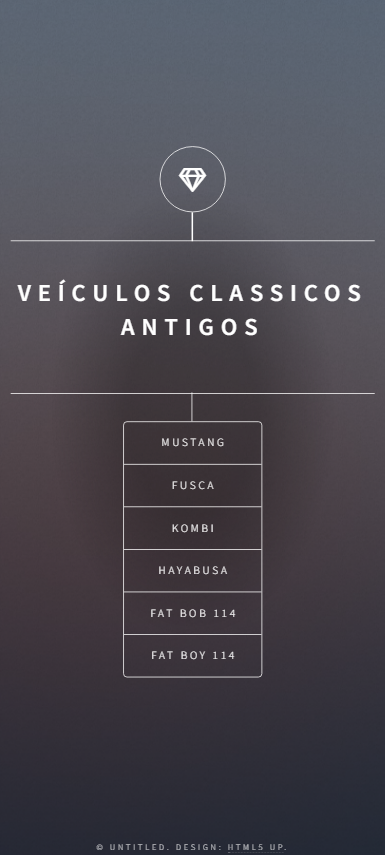 VEÍCULOS CLASSICOS
ANTIGOS
MUSTANG
FUSCA
KOMBI
HAYABUSA
FAT BOB 114
FAT BOY 114
© UNTITLED. DESIGN: HTML5 UP.